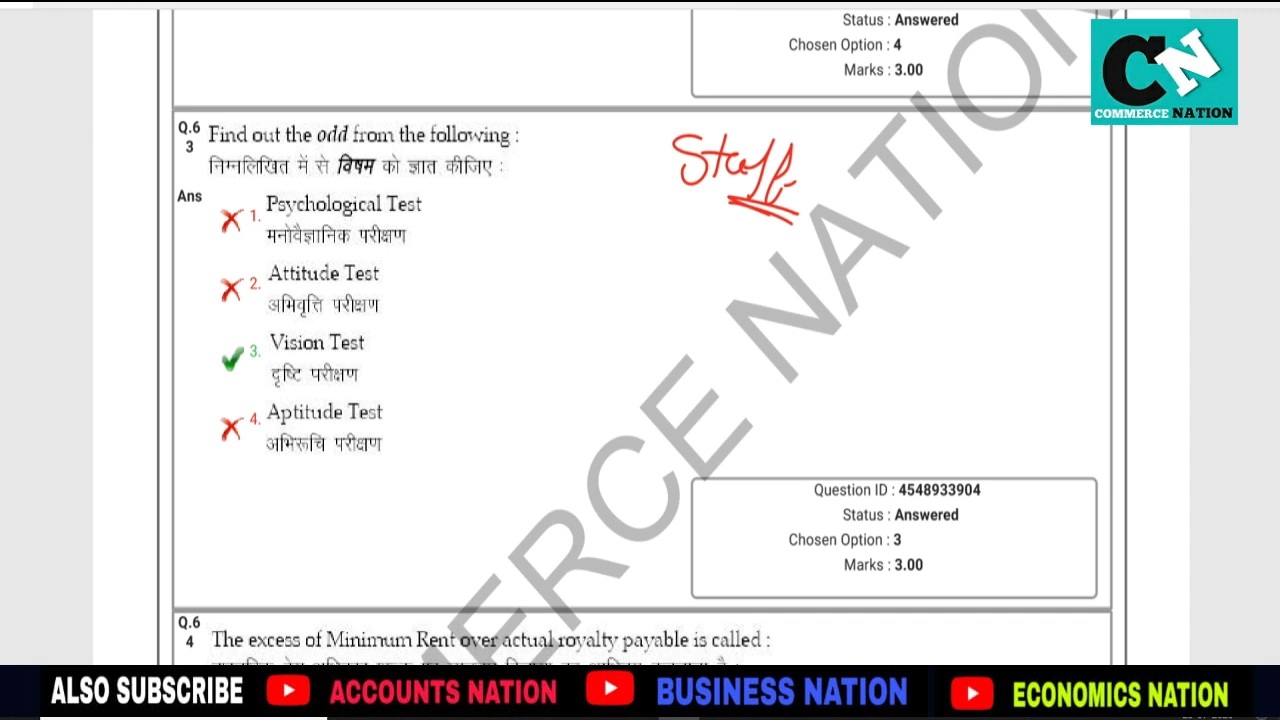 Status : Answered
Chosen Option : 4
Marks : 3.00
CN
COMMERCE NATION
Q.6
3
Find out the odd from the following :
निम्नलिखित में से विषम को ज्ञात कीजिए :
Ans
1. Psychological Test
मनोवैज्ञानिक परीक्षण
2. Attitude Test
अभिवृत्ति परीक्षण
3. Vision Test
दृष्टि परीक्षण
4. Aptitude Test
अभिरूचि परीक्षण
Question ID : 4548933904
Status : Answered
Chosen Option : 3
Marks : 3.00
Q.6
4
The excess of Minimum Rent over actual royalty payable is called :
MERCE NATION
ALSO SUBSCRIBE ACCOUNTS NATION BUSINESS NATION ECONOMICS NATION